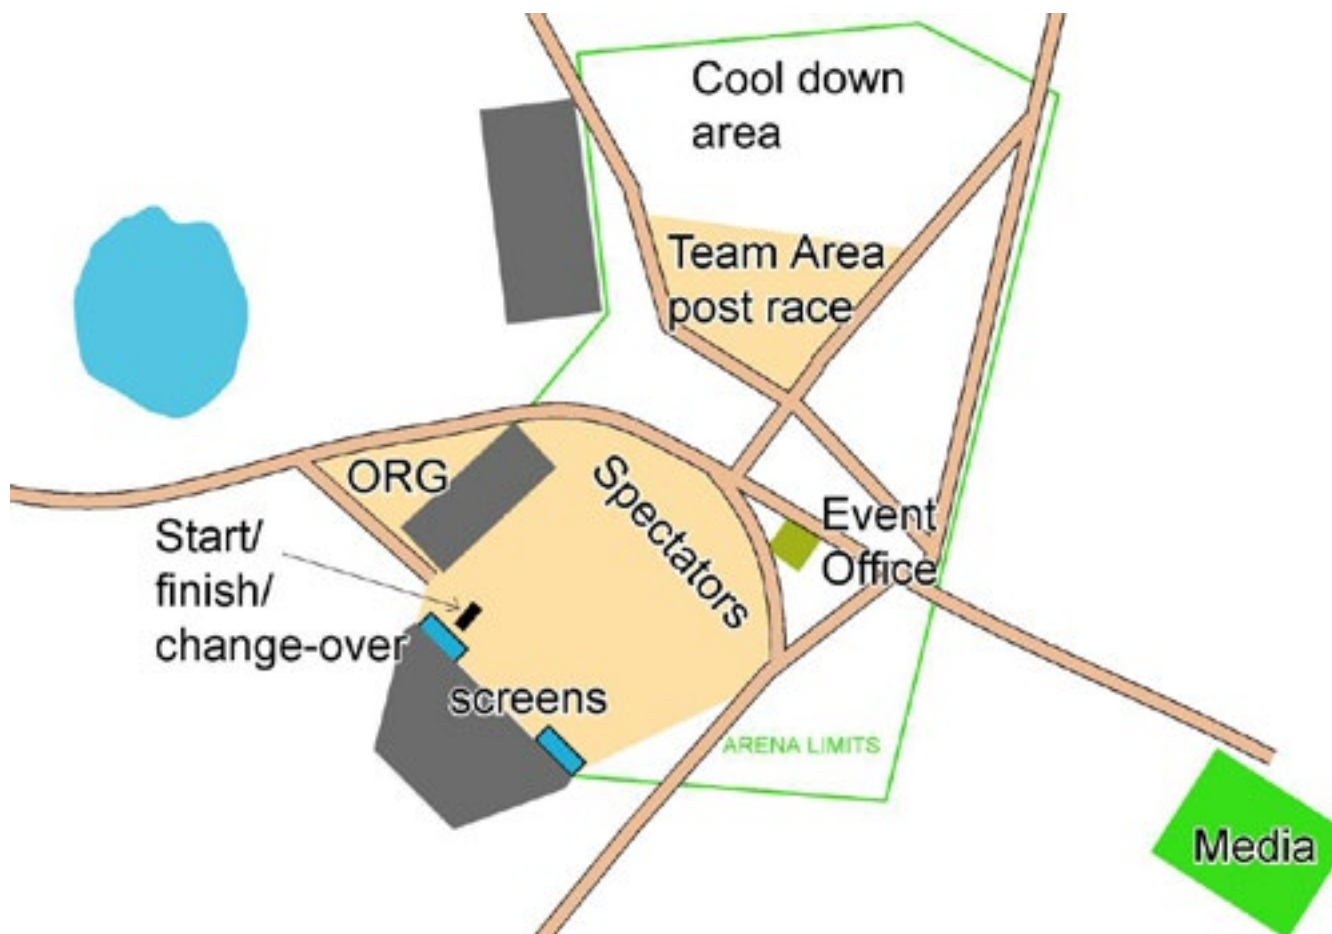 Cool down
area
Team Area
post race
ORG
Spectators
Start/
finish/
change-over
Event
Office
screens
ARENA LIMITS
Media